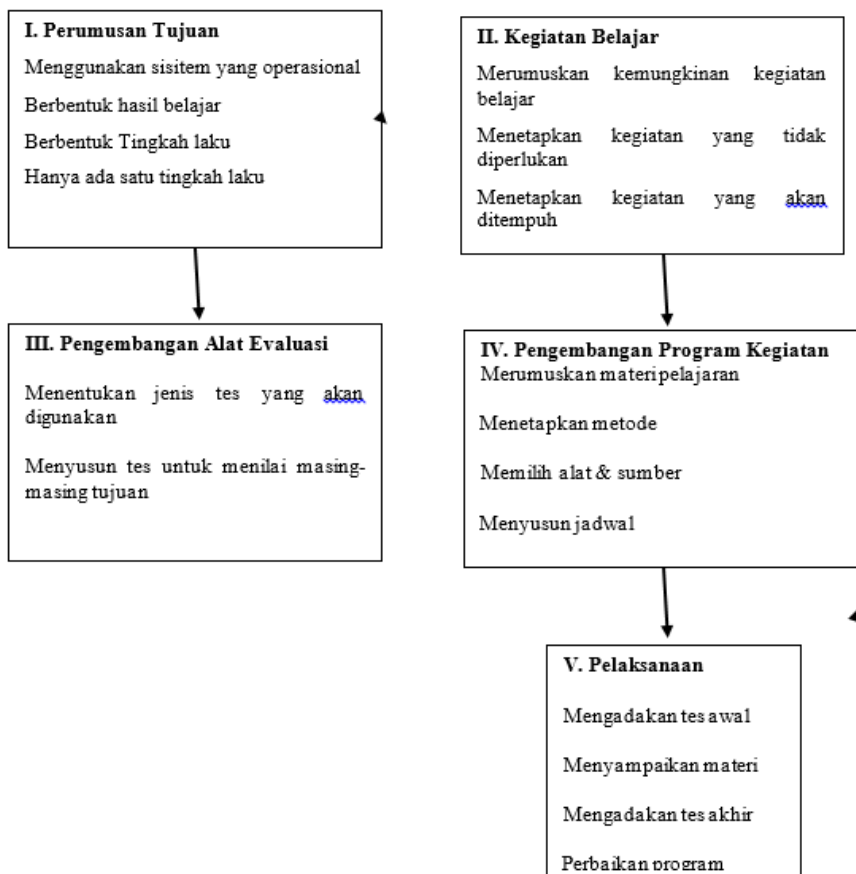 I. Perumusan Tujuan
Menggunakan sisitem yang operasional
Berbentuk hasil belajar
Berbentuk Tingkah laku
Hanya ada satu tingkah laku
II. Kegiatan Belajar
Merumuskan kemungkinan kegiatan
belajar
Menetapkan kegiatan yang tidak
diperlukan
Menetapkan kegiatan yang akan
ditempuh
III. Pengembangan Alat Evaluasi
Menentukan jenis tes yang akan
digunakan
Menyusun tes untuk menilai masing-
masing tujuan
IV. Pengembangan Program Kegiatan
Merumuskan materi pelajaran
Menetapkan metode
Memilih alat & sumber
Menyusun jadwal
V. Pelaksanaan
Mengadakan tes awal
Menyampaikan materi
Mengadakan tes akhir
Perbaikan program